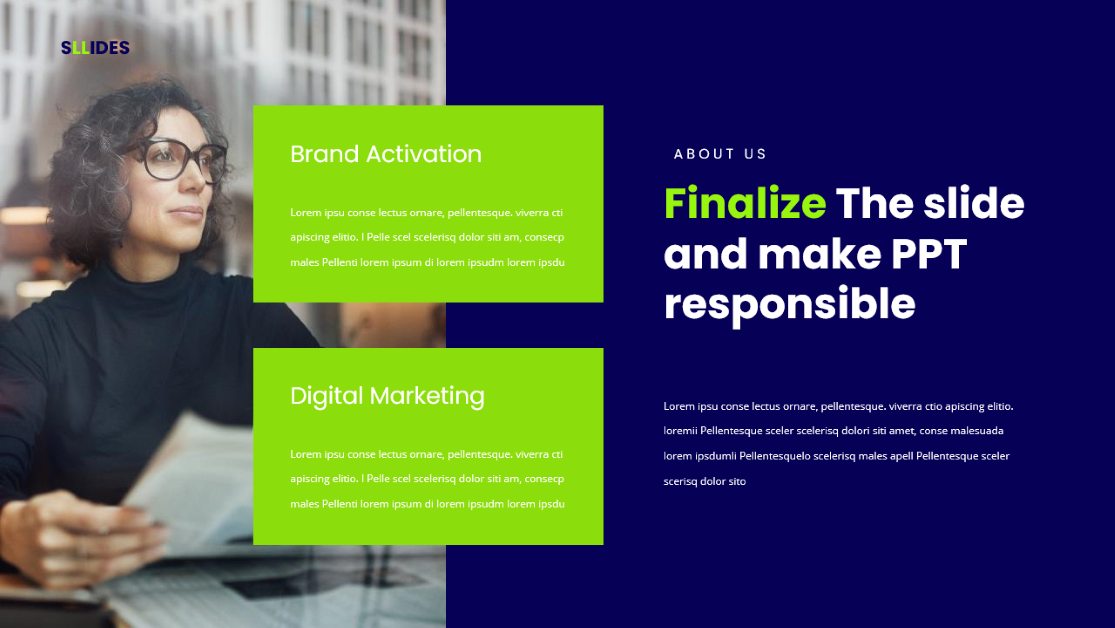 SLLIDES
Brand Activation
Lorem ipsu conse lectus ornare, pellentesque. viverra cti
apiscing elitio. I Pelle scel scelerisq dolor siti am, consecp
males Pellenti lorem ipsum di lorem ipsudm lorem ipsdu
Digital Marketing
Lorem ipsu conse lectus ornare, pellentesque. viverra cti
apiscing elitio. I Pelle scel scelerisq dolor siti am, consecp
males Pellenti lorem ipsum di lorem ipsudm lorem ipsdu
ABOUT US
Finalize The slide
and make PPT
responsible
Lorem ipsu conse lectus ornare, pellentesque. viverra ctio apiscing elitio.
loremii Pellentesque sceler scelerisq dolori siti amet, conse malesuada
lorem ipsdumli Pellentesquelo scelerisq males apell Pellentesque sceler
scerisq dolor sito